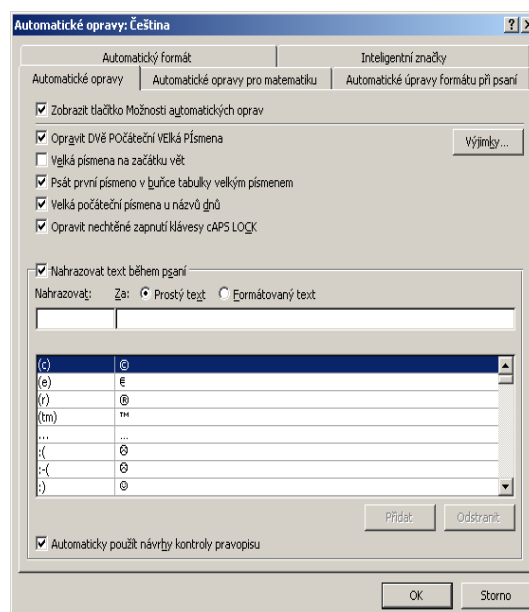 Automatické opravy: Čeština
Automatický formát Inteligentní značky
Automatické opravy Automatické opravy pro matematiku Automatické úpravy formátu při psaní
Zobrazit tlačítko Možnosti automatických oprav
Opravit DVě POčáteční VElká PÍsmena Výjimky...
Velká písmena na začátku vět
Psát první písmeno v buňce tabulky velkým písmenem
Velká počáteční písmena u názvů dnů
Opravit nechtěné zapnutí klávesy cAPS LOCK
Nahrazovat text během psaní
Nahrazovat: Za: Prostý text Formátovaný text
(c) ©
(e) €
(r) ®
(tm) ™
... ...
:( ☹
:-( ☹
:) ☺
Přidat Odstranit
Automaticky použít návrhy kontroly pravopisu
OK Storno